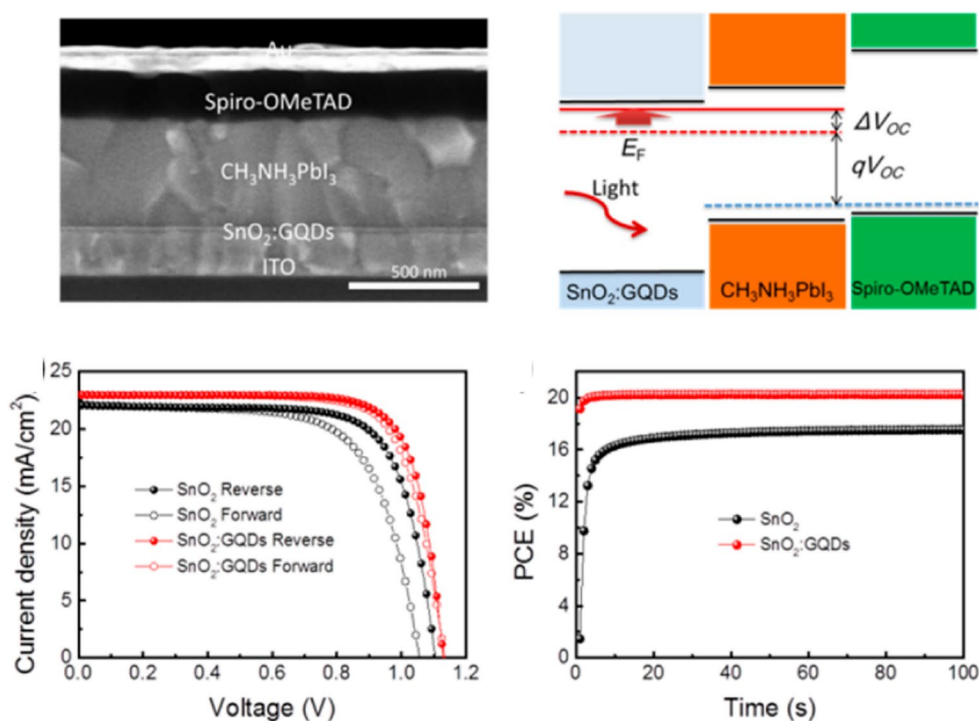 Au
Spiro-OMeTAD
CH₃NH₃PbI₃
SnO₂:GQDs
ITO
500 nm
ΔV_OC
E_F
qV_OC
Light
SnO₂:GQDs CH₃NH₃PbI₃ Spiro-OMeTAD
25
20
15
10
5
0
Current density (mA/cm²)
SnO₂ Reverse
SnO₂ Forward
SnO₂:GQDs Reverse
SnO₂:GQDs Forward
0.0 0.2 0.4 0.6 0.8 1.0 1.2
Voltage (V)
20
16
12
8
4
0
PCE (%)
SnO₂
SnO₂:GQDs
0 20 40 60 80 100
Time (s)